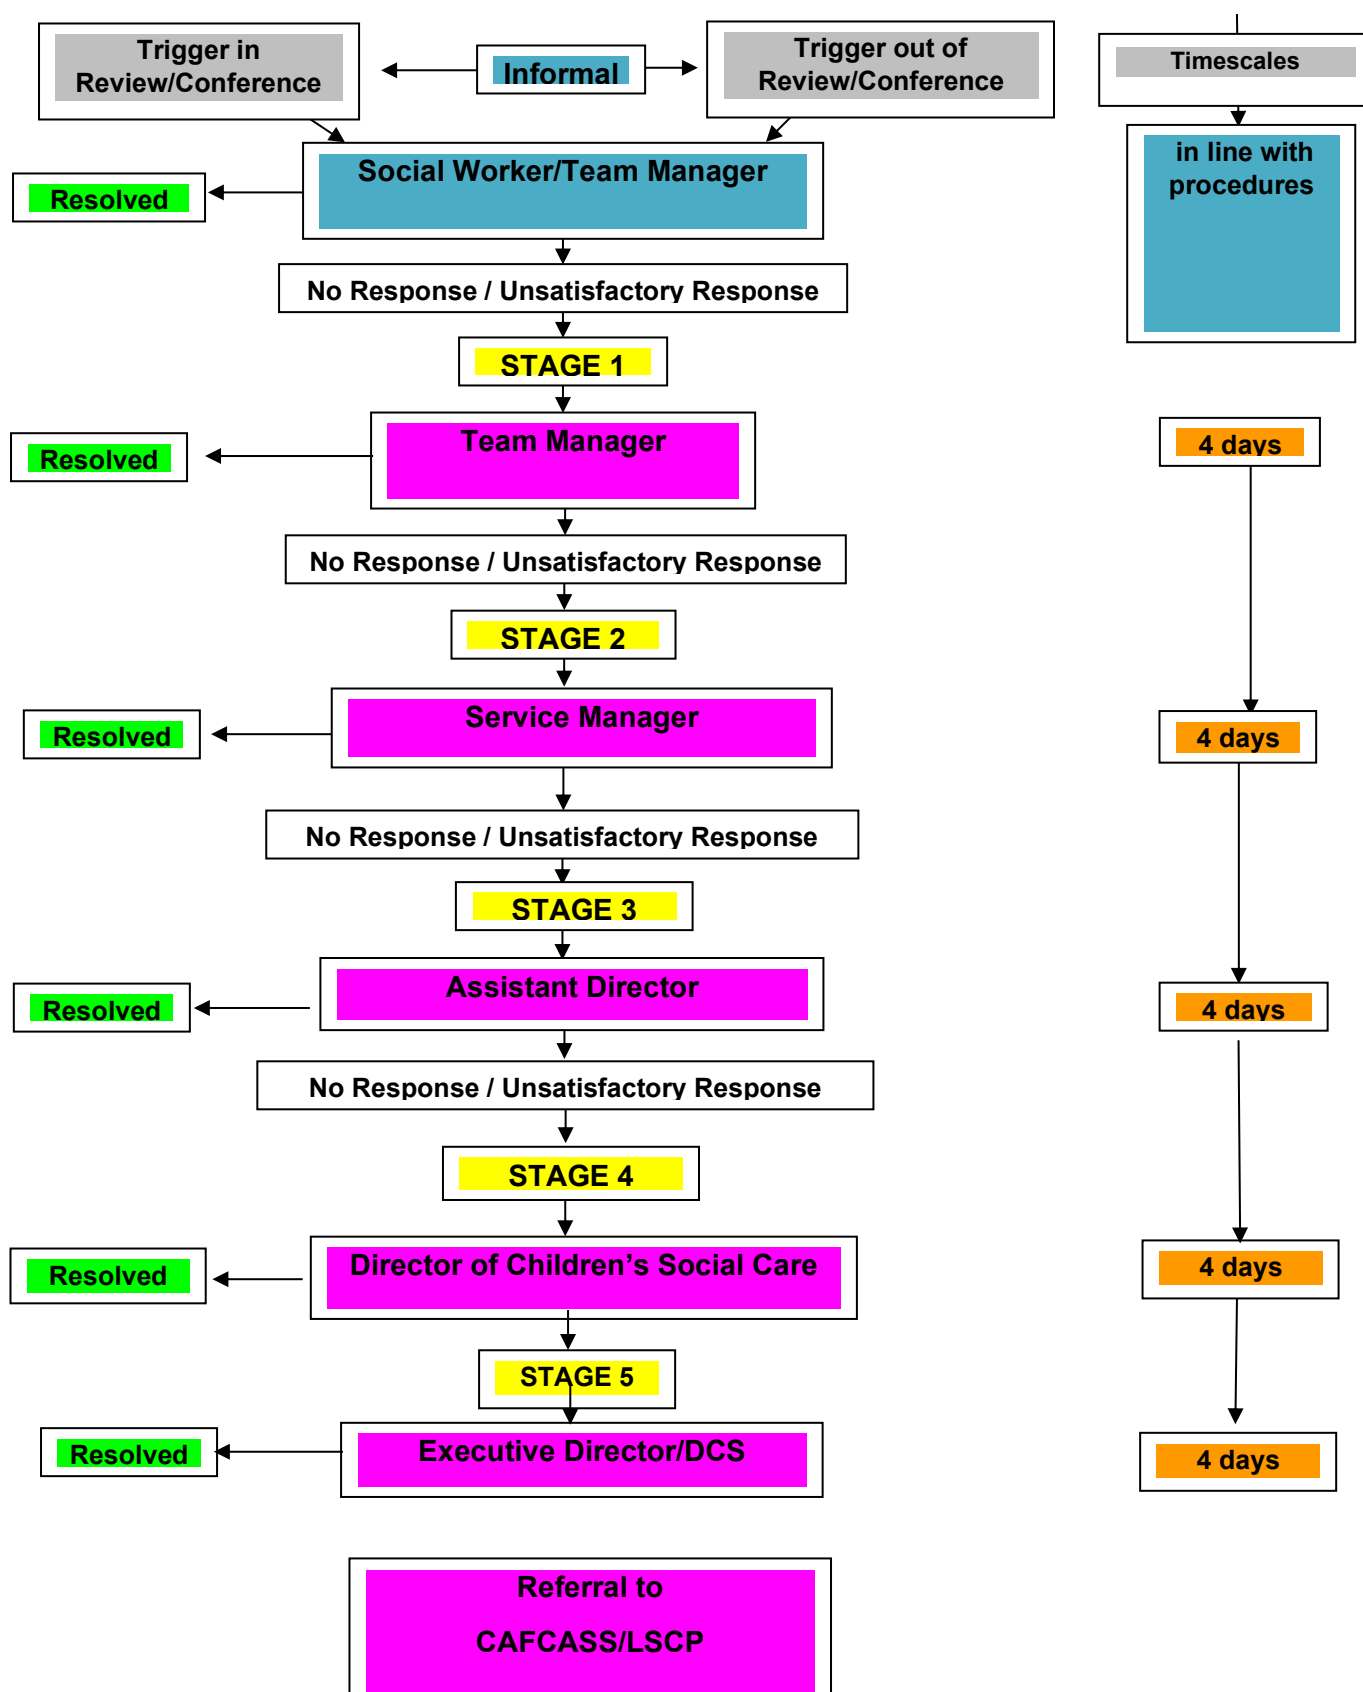 Trigger in
Review/Conference
Informal
Trigger out of
Review/Conference
Timescales
Social Worker/Team Manager
in line with
procedures
Resolved
No Response / Unsatisfactory Response
STAGE 1
Team Manager
Resolved
4 days
No Response / Unsatisfactory Response
STAGE 2
Service Manager
Resolved
4 days
No Response / Unsatisfactory Response
STAGE 3
Assistant Director
Resolved
4 days
No Response / Unsatisfactory Response
STAGE 4
Director of Children’s Social Care
Resolved
4 days
STAGE 5
Executive Director/DCS
Resolved
4 days
Referral to
CAFCASS/LSCP